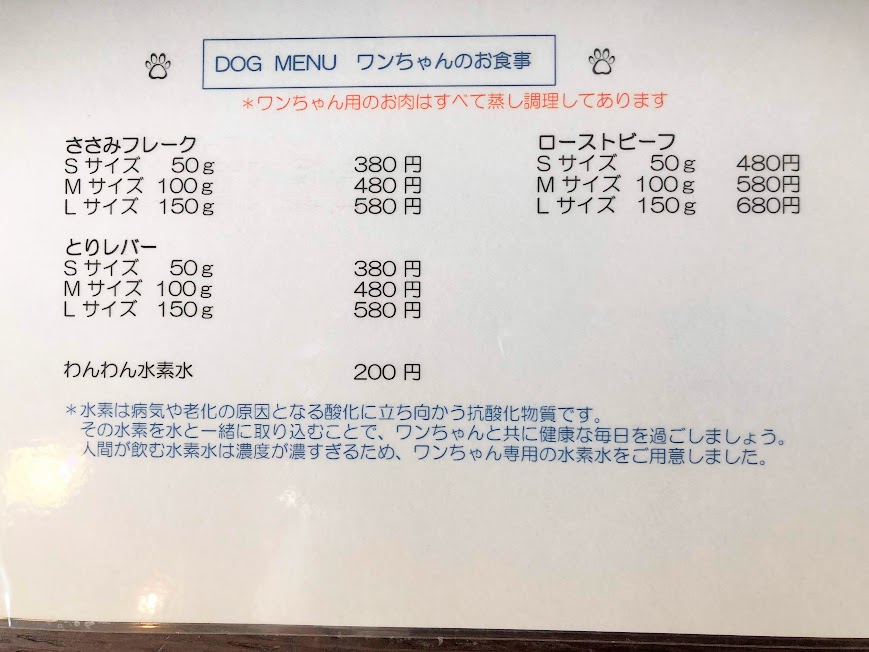 DOG MENU ワンちゃんのお食事
＊ワンちゃん用のお肉はすべて蒸し調理してあります
ささみフレーク
Sサイズ 50g 380円
Mサイズ 100g 480円
Lサイズ 150g 580円
とりレバー
Sサイズ 50g 380円
Mサイズ 100g 480円
Lサイズ 150g 580円
わんわん水素水 200円
ローストビーフ
Sサイズ 50g 480円
Mサイズ 100g 580円
Lサイズ 150g 680円
＊水素は病気や老化の原因となる酸化に立ち向かう抗酸化物質です。
その水素を水と一緒に取り込むことで、ワンちゃんと共に健康な毎日を過ごしましょう。
人間が飲む水素水は濃度が濃すぎるため、ワンちゃん専用の水素水をご用意しました。